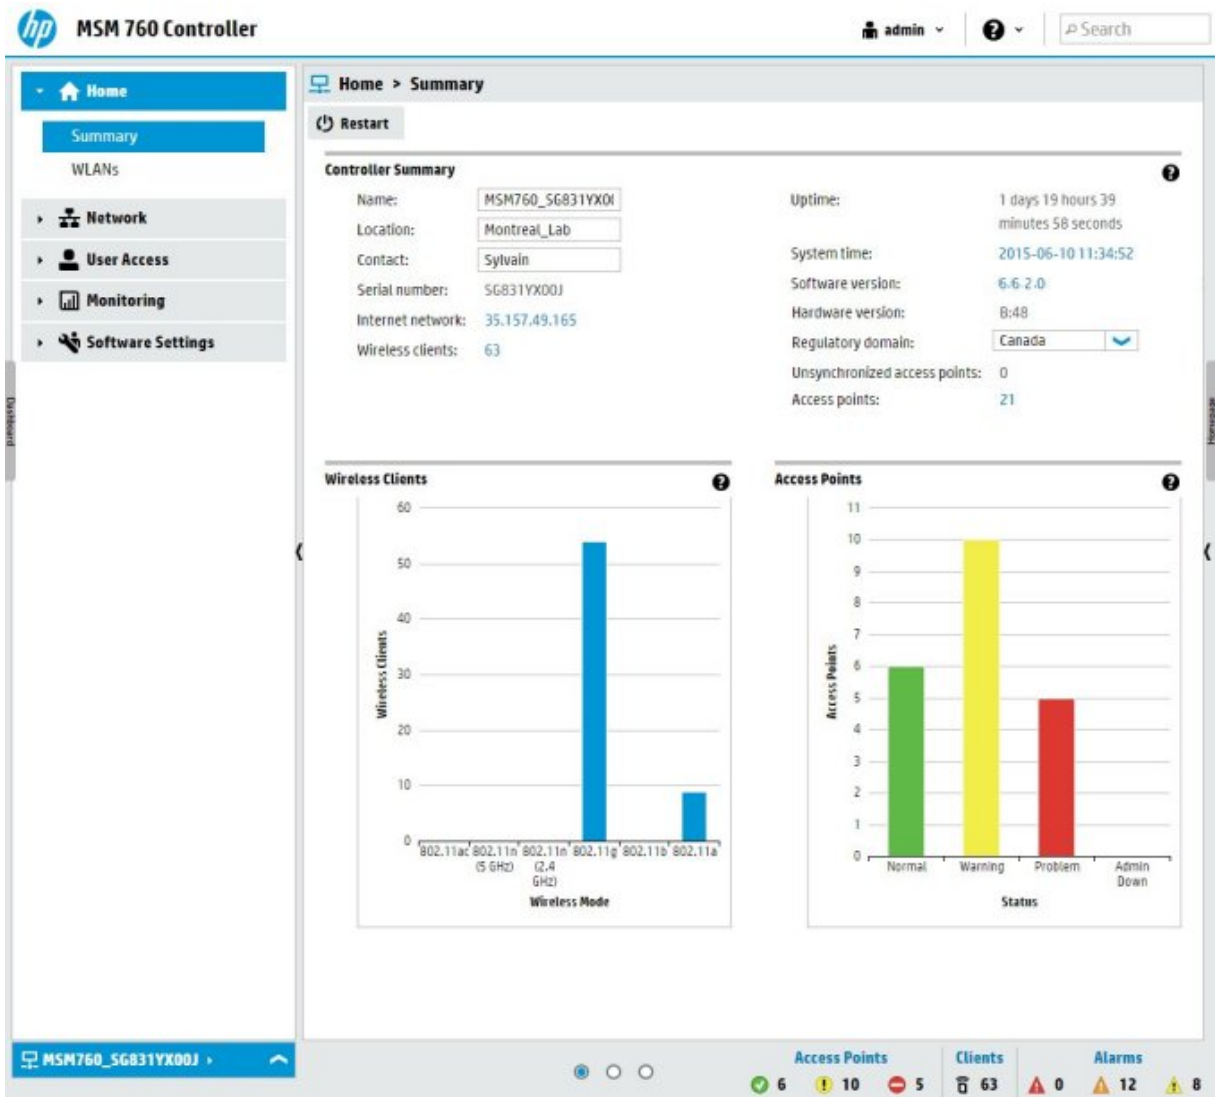 hp MSM 760 Controller
admin
Search
Home
Summary
WLANs
Network
User Access
Monitoring
Software Settings
Dashboard
Home > Summary
Restart
Controller Summary
Name: MSM760_SG831YX0
Location: Montreal_Lab
Contact: Sylvain
Serial number: SG831YX00J
Internet network: 35.157.49.165
Wireless clients: 63
Uptime: 1 days 19 hours 39
minutes 58 seconds
System time: 2015-06-10 11:34:52
Software version: 6.6.2.0
Hardware version: B:48
Regulatory domain: Canada
Unsynchronized access points: 0
Access points: 21
Homepage
Wireless Clients
60
50
40
30
20
10
0
Wireless Clients
802.11ac 802.11n 802.11n 802.11g 802.11b 802.11a
(5 GHz) (2.4
GHz)
Wireless Mode
Access Points
11
10
9
8
7
6
5
4
3
2
1
0
Access Points
Normal Warning Problem Admin
Down
Status
MSM760_SG831YX00J
Access Points Clients Alarms
6 10 5 63 0 12 8